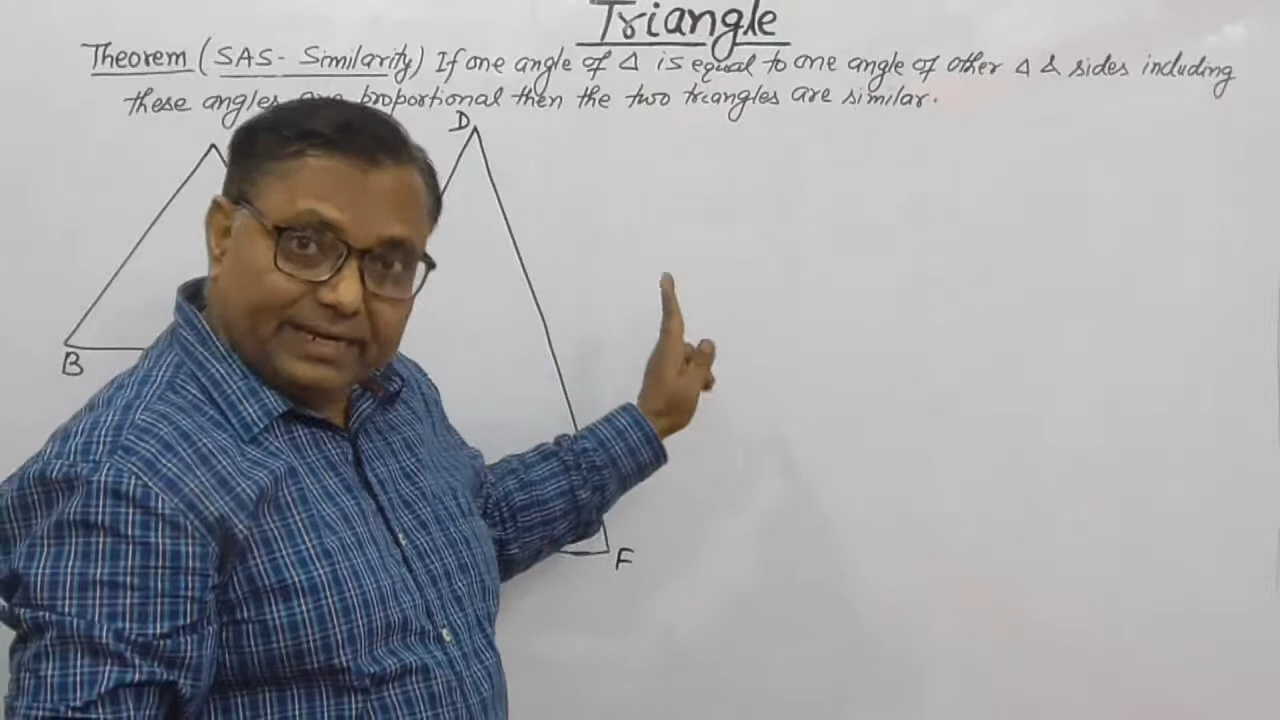 Triangle
Theorem (SAS - Similarity) If one angle of Δ is equal to one angle of other Δ & sides including
these angles are proportional then the two triangles are similar.
D
B
F